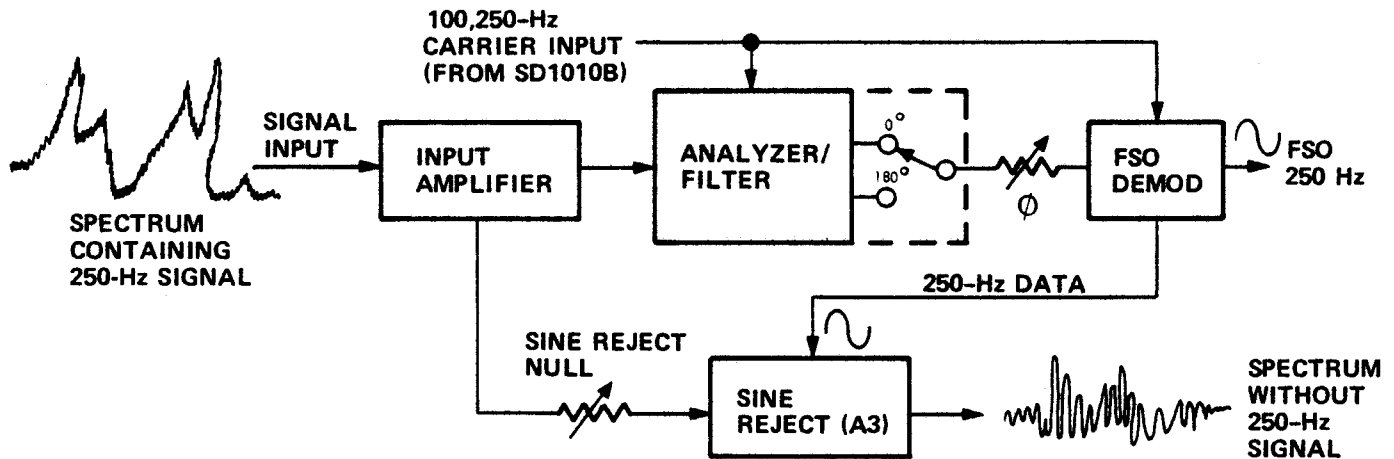 100,250-Hz
CARRIER INPUT
(FROM SD1010B)
SIGNAL
INPUT
INPUT
AMPLIFIER
ANALYZER/
FILTER
0°
180°
Ø
FSO
DEMOD
FSO
250 Hz
SPECTRUM
CONTAINING
250-Hz SIGNAL
250-Hz DATA
SINE REJECT
NULL
SINE
REJECT (A3)
SPECTRUM
WITHOUT
250-Hz
SIGNAL